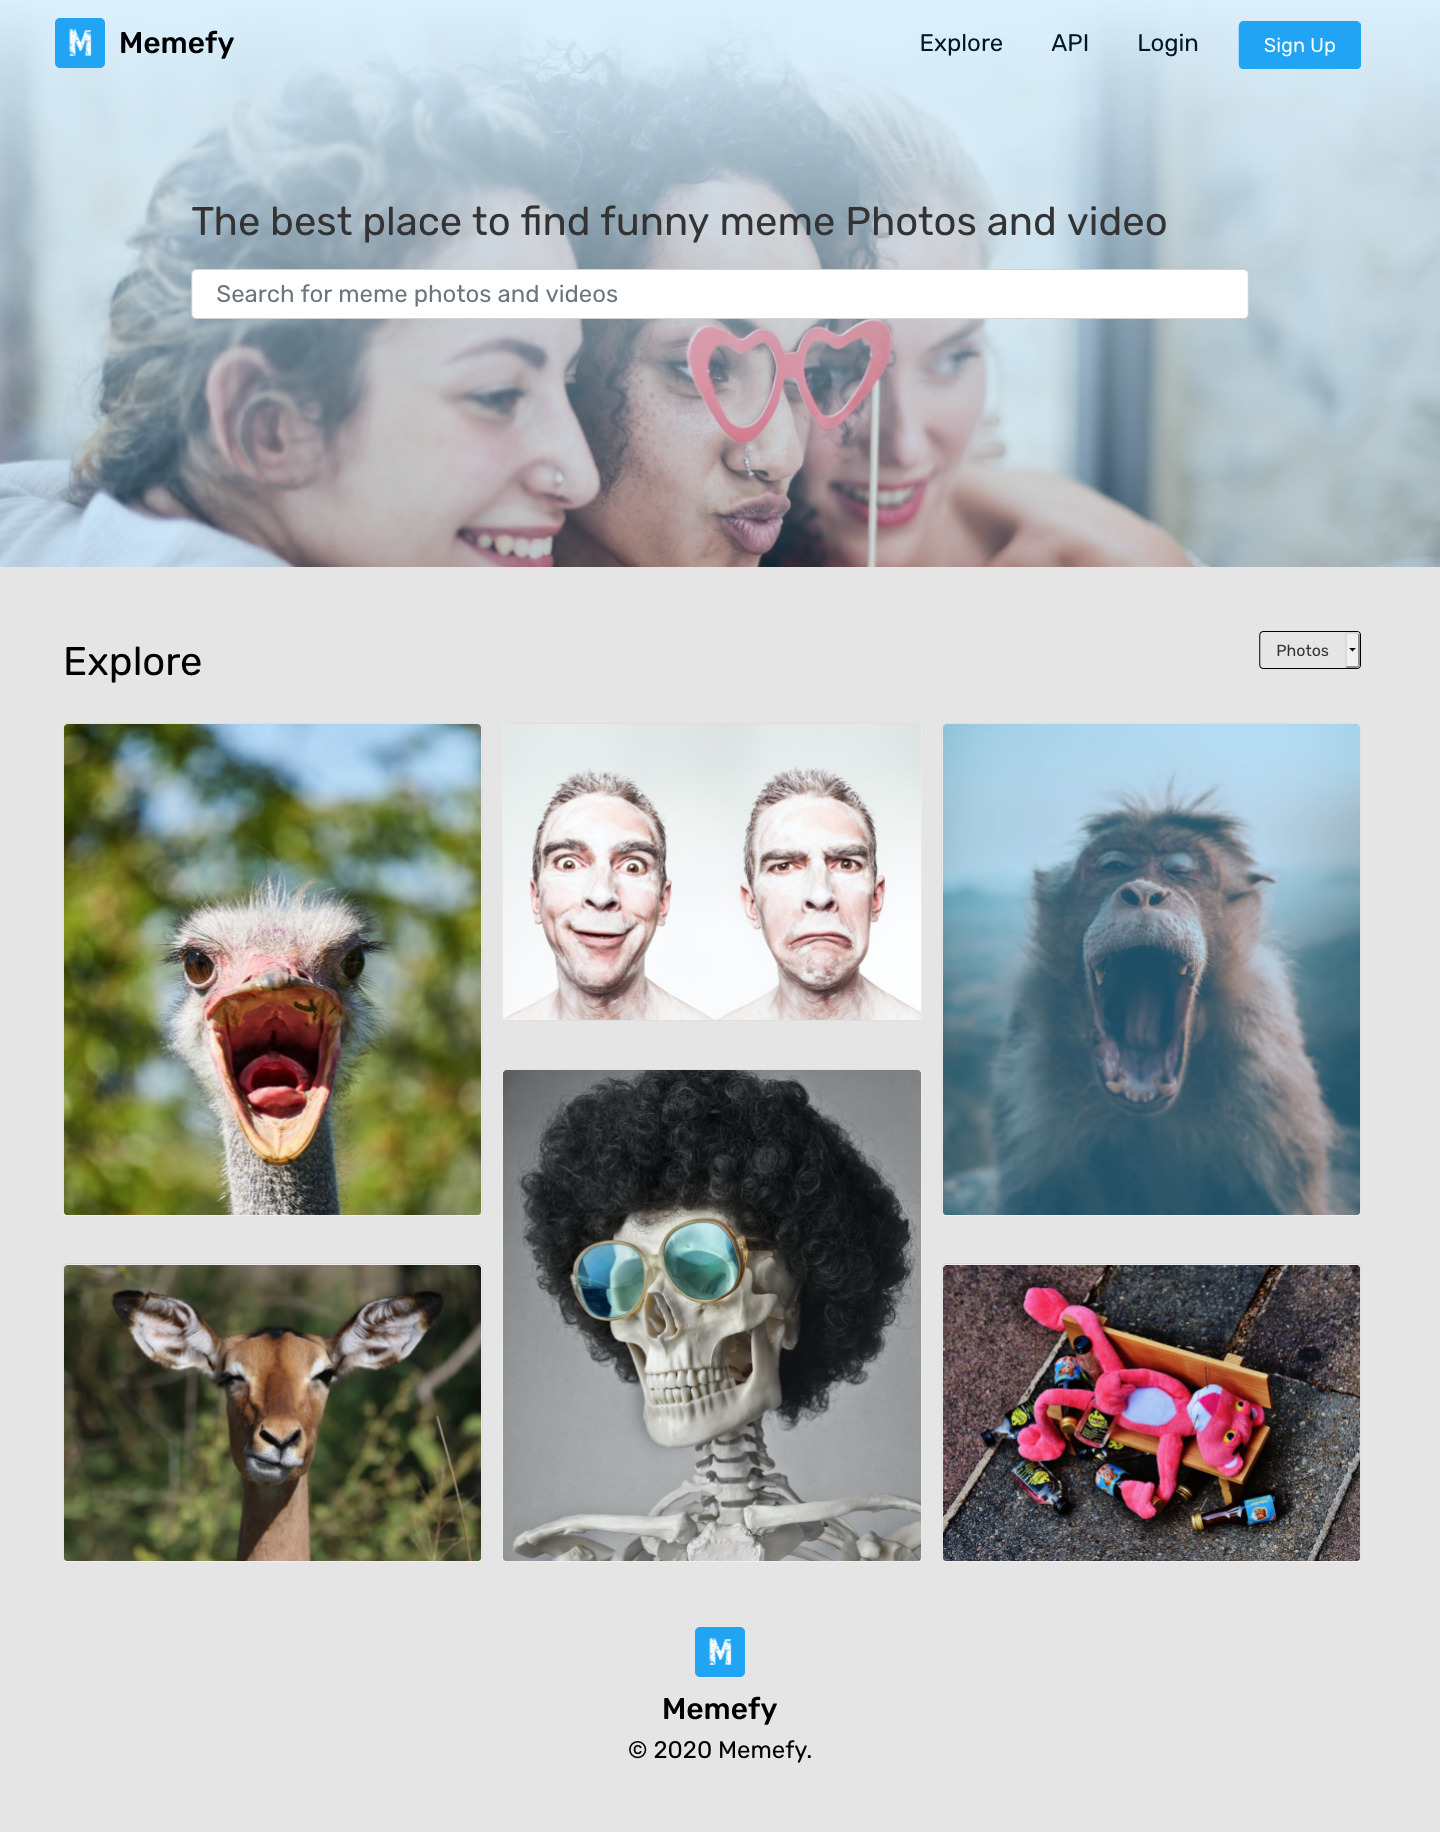 M Memefy
Explore API Login Sign Up
The best place to find funny meme Photos and video
Search for meme photos and videos
Explore
Photos
M
Memefy
© 2020 Memefy.